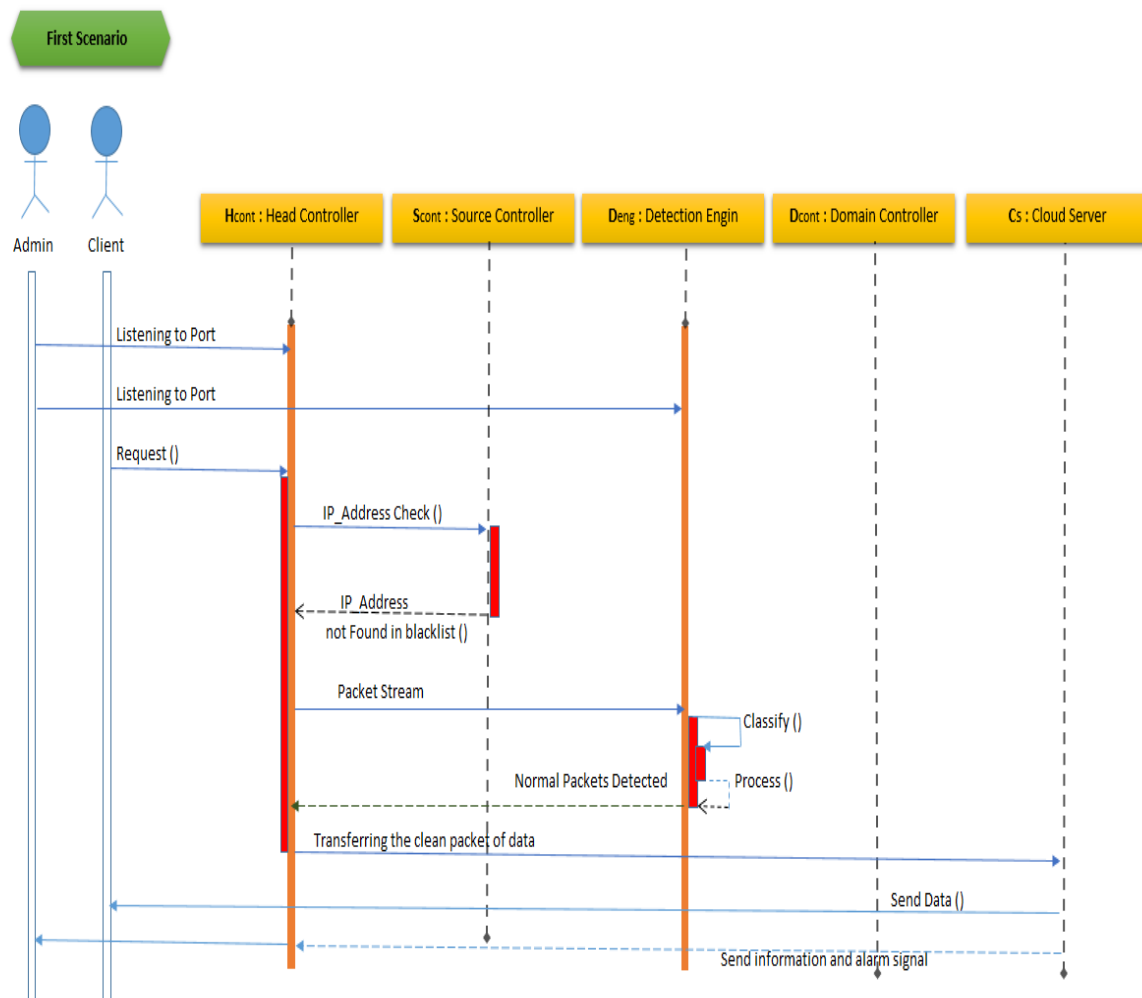 First Scenario
Admin
Client
Hcont : Head Controller
Scont : Source Controller
Deng : Detection Engin
Dcont : Domain Controller
Cs : Cloud Server
Listening to Port
Listening to Port
Request ()
IP_Address Check ()
IP_Address
not Found in blacklist ()
Packet Stream
Classify ()
Normal Packets Detected
Process ()
Transferring the clean packet of data
Send Data ()
Send information and alarm signal